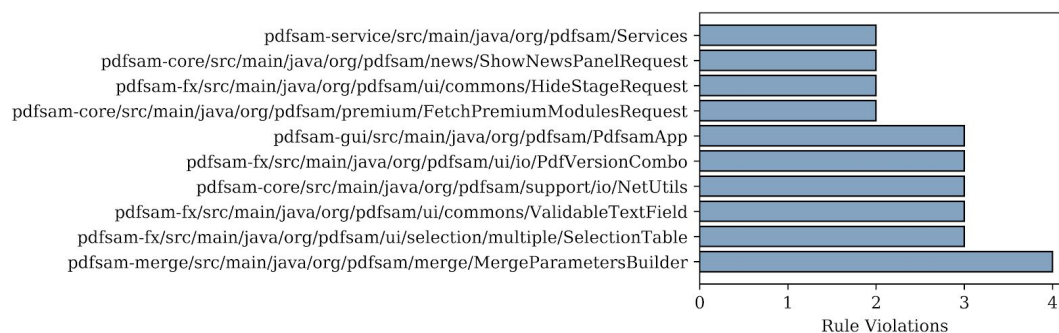 pdfsam-service/src/main/java/org/pdfsam/Services
pdfsam-core/src/main/java/org/pdfsam/news/ShowNewsPanelRequest
pdfsam-fx/src/main/java/org/pdfsam/ui/commons/HideStageRequest
pdfsam-core/src/main/java/org/pdfsam/premium/FetchPremiumModulesRequest
pdfsam-gui/src/main/java/org/pdfsam/PdfsamApp
pdfsam-fx/src/main/java/org/pdfsam/ui/io/PdfVersionCombo
pdfsam-core/src/main/java/org/pdfsam/support/io/NetUtils
pdfsam-fx/src/main/java/org/pdfsam/ui/commons/ValidableTextField
pdfsam-fx/src/main/java/org/pdfsam/ui/selection/multiple/SelectionTable
pdfsam-merge/src/main/java/org/pdfsam/merge/MergeParametersBuilder
0 1 2 3 4
Rule Violations